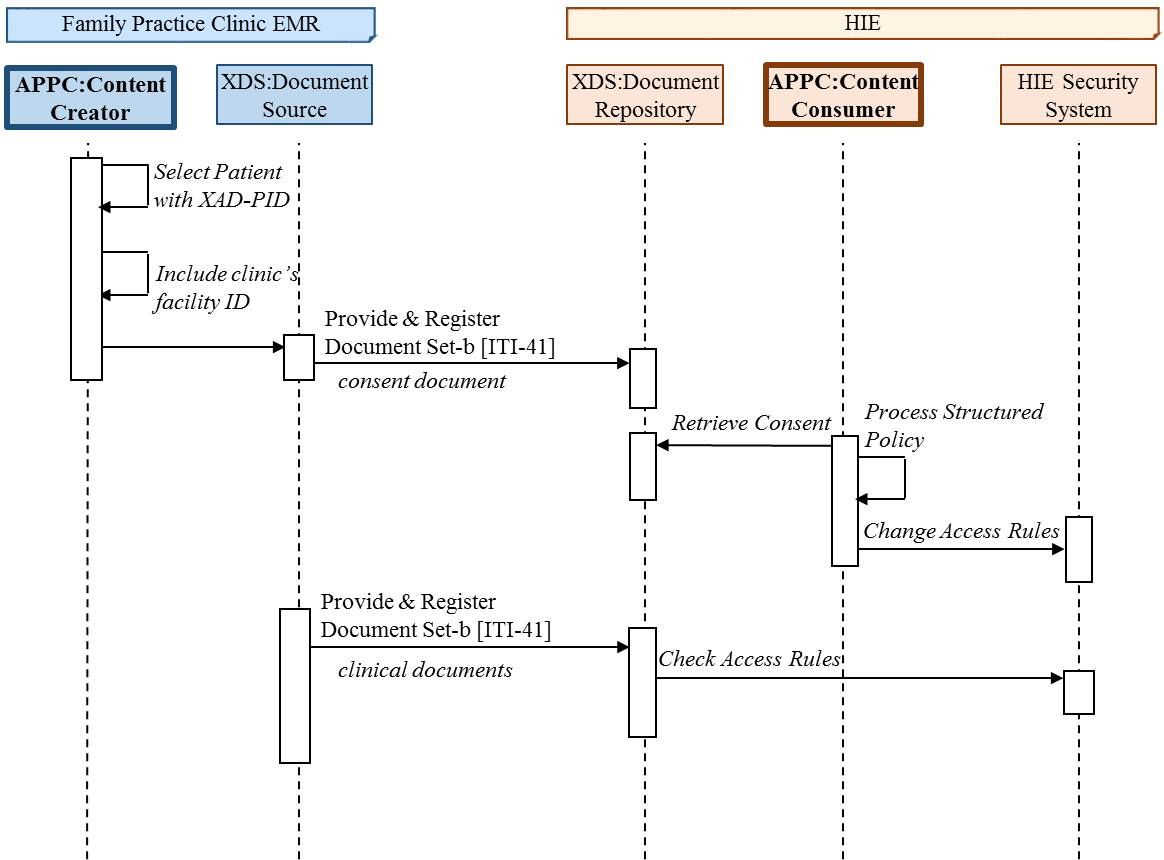 Family Practice Clinic EMR
HIE
APPC:Content
Creator
XDS:Document
Source
XDS:Document
Repository
APPC:Content
Consumer
HIE Security
System
Select Patient
with XAD-PID
Include clinic’s
facility ID
Provide & Register
Document Set-b [ITI-41]
consent document
Retrieve Consent
Process Structured
Policy
Change Access Rules
Provide & Register
Document Set-b [ITI-41]
clinical documents
Check Access Rules